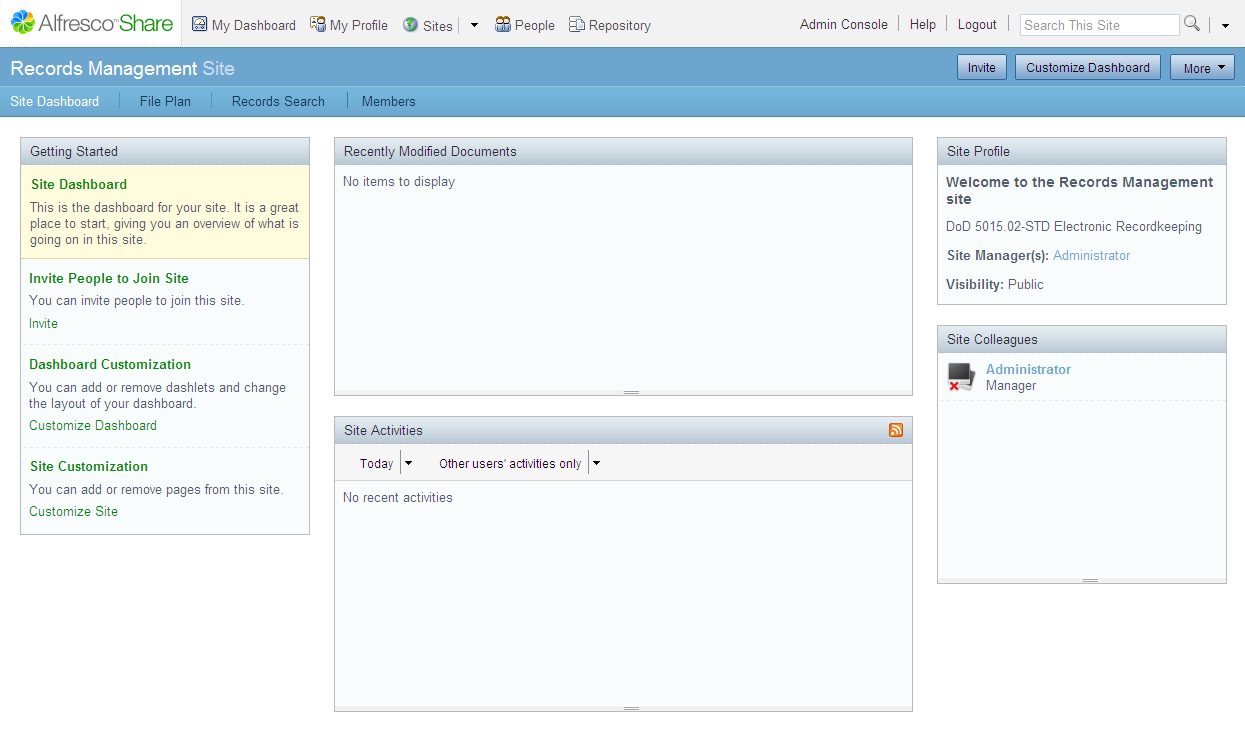 Alfresco™ Share My Dashboard My Profile Sites People Repository Admin Console Help Logout Search This Site
Records Management Site Invite Customize Dashboard More
Site Dashboard File Plan Records Search Members
Getting Started
Site Dashboard
This is the dashboard for your site. It is a great
place to start, giving you an overview of what is
going on in this site.
Invite People to Join Site
You can invite people to join this site.
Invite
Dashboard Customization
You can add or remove dashlets and change
the layout of your dashboard.
Customize Dashboard
Site Customization
You can add or remove pages from this site.
Customize Site
Recently Modified Documents
No items to display
Site Activities
Today Other users' activities only
No recent activities
Site Profile
Welcome to the Records Management
site
DoD 5015.02-STD Electronic Recordkeeping
Site Manager(s): Administrator
Visibility: Public
Site Colleagues
Administrator
Manager